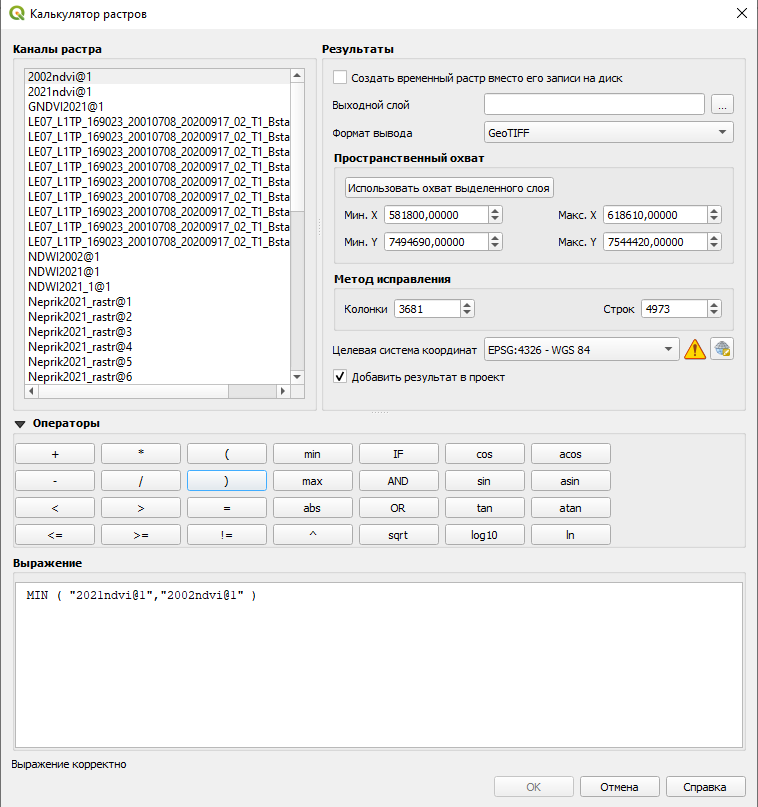 Калькулятор растров
Каналы растра
2002ndvi@1
2021ndvi@1
GNDVI2021@1
LE07_L1TP_169023_20010708_20200917_02_T1_Bsta
LE07_L1TP_169023_20010708_20200917_02_T1_Bsta
LE07_L1TP_169023_20010708_20200917_02_T1_Bsta
LE07_L1TP_169023_20010708_20200917_02_T1_Bsta
LE07_L1TP_169023_20010708_20200917_02_T1_Bsta
LE07_L1TP_169023_20010708_20200917_02_T1_Bsta
LE07_L1TP_169023_20010708_20200917_02_T1_Bsta
LE07_L1TP_169023_20010708_20200917_02_T1_Bsta
LE07_L1TP_169023_20010708_20200917_02_T1_Bsta
NDWI2002@1
NDWI2021@1
NDWI2021_1@1
Neprik2021_rastr@1
Neprik2021_rastr@2
Neprik2021_rastr@3
Neprik2021_rastr@4
Neprik2021_rastr@5
Neprik2021_rastr@6
Результаты
Создать временный растр вместо его записи на диск
Выходной слой ...
Формат вывода GeoTIFF
Пространственный охват
Использовать охват выделенного слоя
Мин. X 581800,00000 Макс. X 618610,00000
Мин. Y 7494690,00000 Макс. Y 7544420,00000
Метод исправления
Колонки 3681 Строк 4973
Целевая система координат EPSG:4326 - WGS 84
Добавить результат в проект
Операторы
+ * ( min IF cos acos
- / ) max AND sin asin
< > = abs OR tan atan
<= >= != ^ sqrt log10 ln
Выражение
MIN ( "2021ndvi@1","2002ndvi@1" )
Выражение корректно
OK Отмена Справка